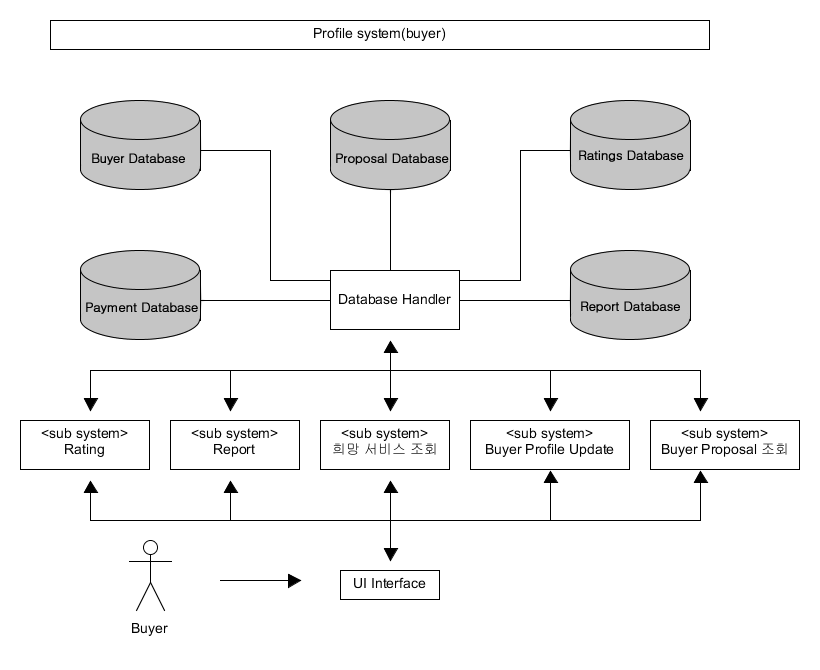 Profile system(buyer)
Buyer Database
Proposal Database
Ratings Database
Payment Database
Database Handler
Report Database
<sub system>
Rating
<sub system>
Report
<sub system>
희망 서비스 조회
<sub system>
Buyer Profile Update
<sub system>
Buyer Proposal 조회
UI Interface
Buyer